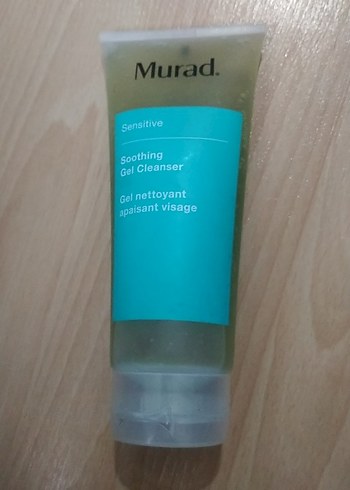 Murad.
Sensitive
Soothing
Gel Cleanser
Gel nettoyant
apaisant visage